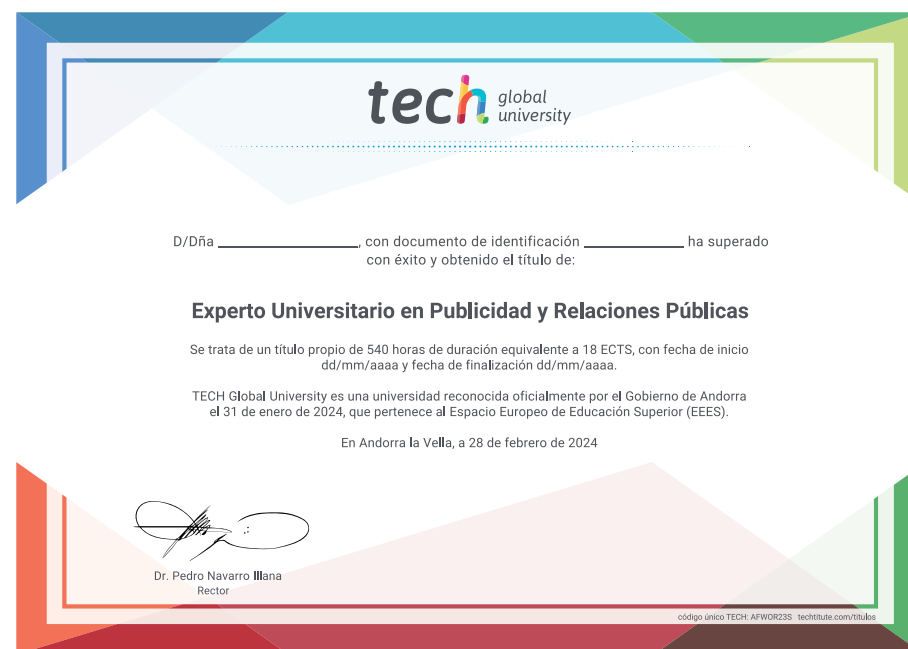 tech global university
D/Dña ____________, con documento de identificación ____________ ha superado
con éxito y obtenido el título de:
Experto Universitario en Publicidad y Relaciones Públicas
Se trata de un título propio de 540 horas de duración equivalente a 18 ECTS, con fecha de inicio
dd/mm/aaaa y fecha de finalización dd/mm/aaaa.
TECH Global University es una universidad reconocida oficialmente por el Gobierno de Andorra
el 31 de enero de 2024, que pertenece al Espacio Europeo de Educación Superior (EEES).
En Andorra la Vella, a 28 de febrero de 2024
Dr. Pedro Navarro Illana
Rector
código único TECH: AFWOR23S techtitute.com/titulos